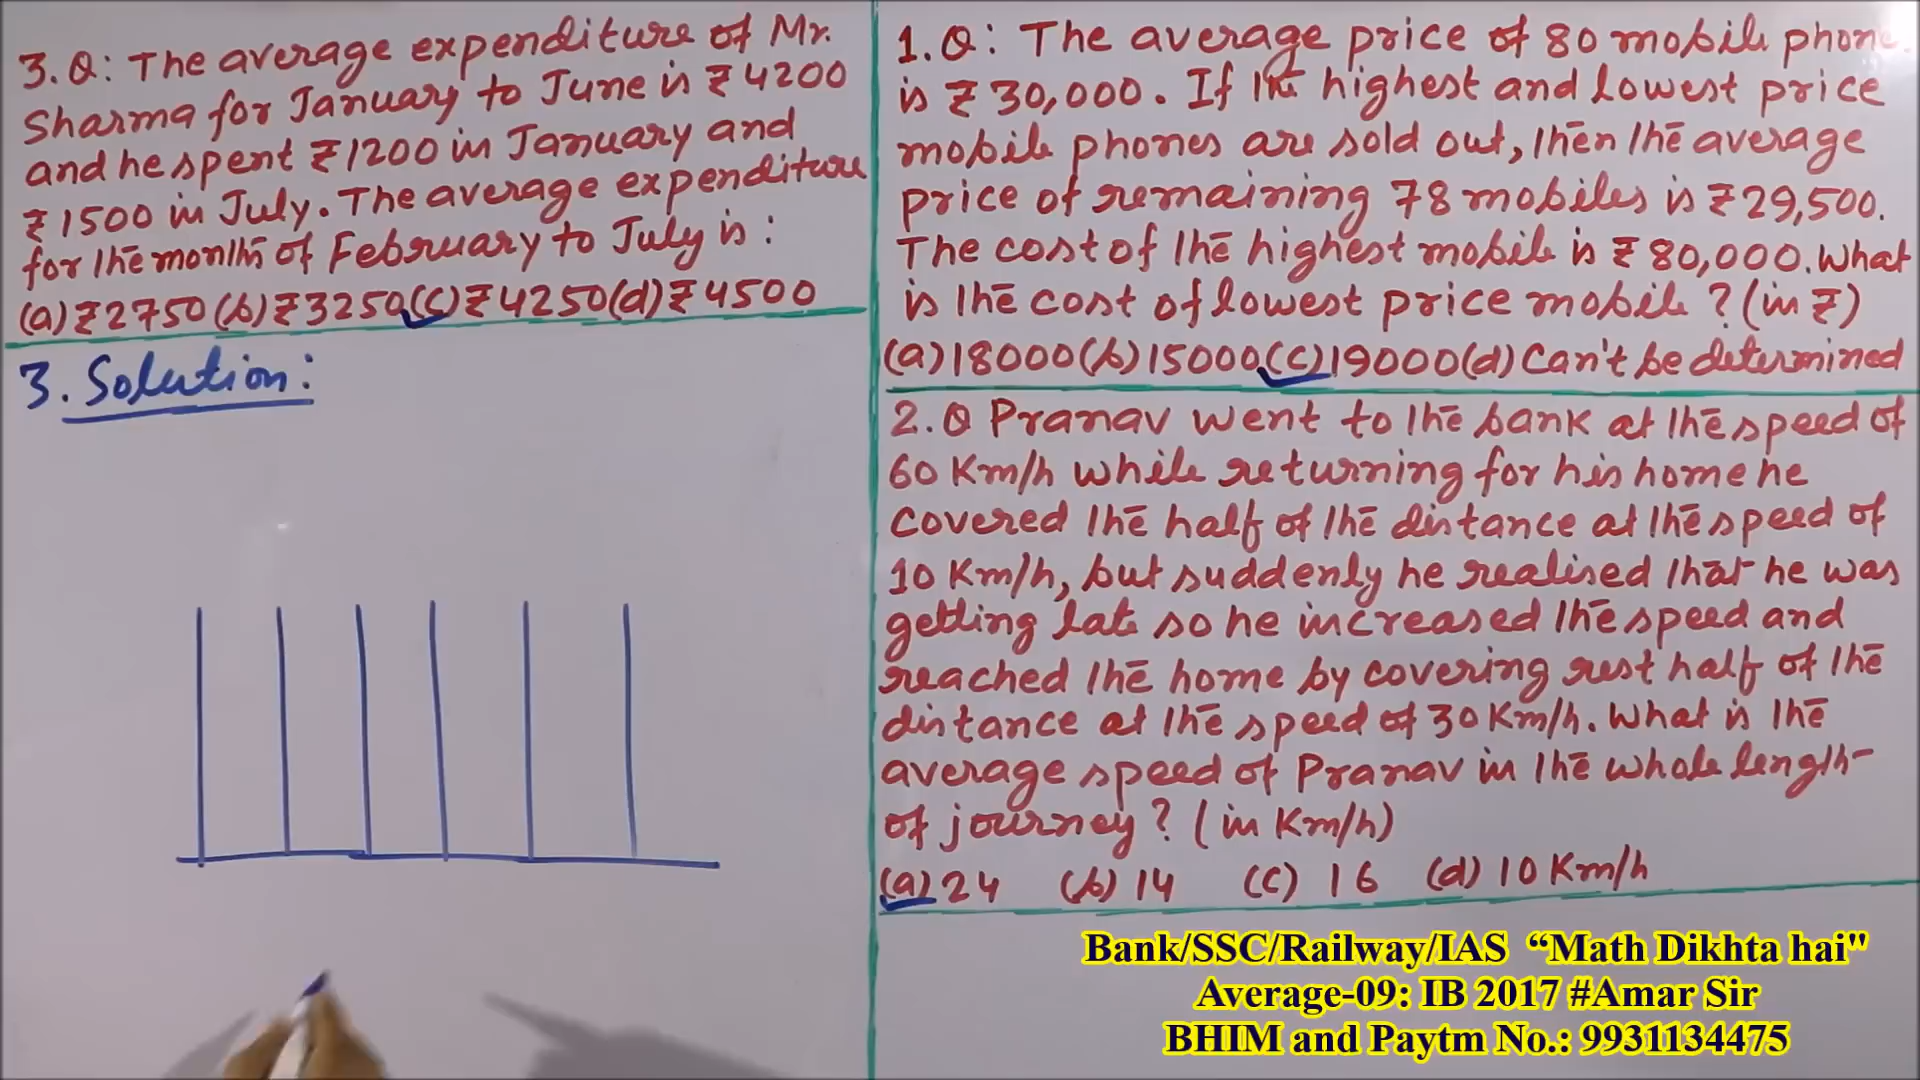 3.Q: The average expenditure of Mr.
Sharma for January to June is ₹4200
and he spent ₹1200 in January and
₹1500 in July. The average expenditure
for the months of February to July is:
(a)₹2750(b)₹3250(c)₹4250(d)₹4500
3. Solution:
1.Q: The average price of 80 mobile phone
is ₹30,000. If the highest and lowest price
mobile phones are sold out, then the average
price of remaining 78 mobiles is ₹29,500.
The cost of the highest mobile is ₹80,000. What
is the cost of lowest price mobile? (in ₹)
(a)18000(b)15000(c)19000(d)Can't be determined
2.Q Pranav went to the bank at the speed of
60 Km/h while returning for his home he
covered the half of the distance at the speed of
10 Km/h, but suddenly he realised that he was
getting late so he increased the speed and
reached the home by covering rest half of the
distance at the speed of 30 Km/h. What is the
average speed of Pranav in the whole length
of journey? (in Km/h)
(a) 24 (b) 14 (c) 16 (d) 10 Km/h
Bank/SSC/Railway/IAS “Math Dikhta hai"
Average-09: IB 2017 #Amar Sir
BHIM and Paytm No.: 9931134475